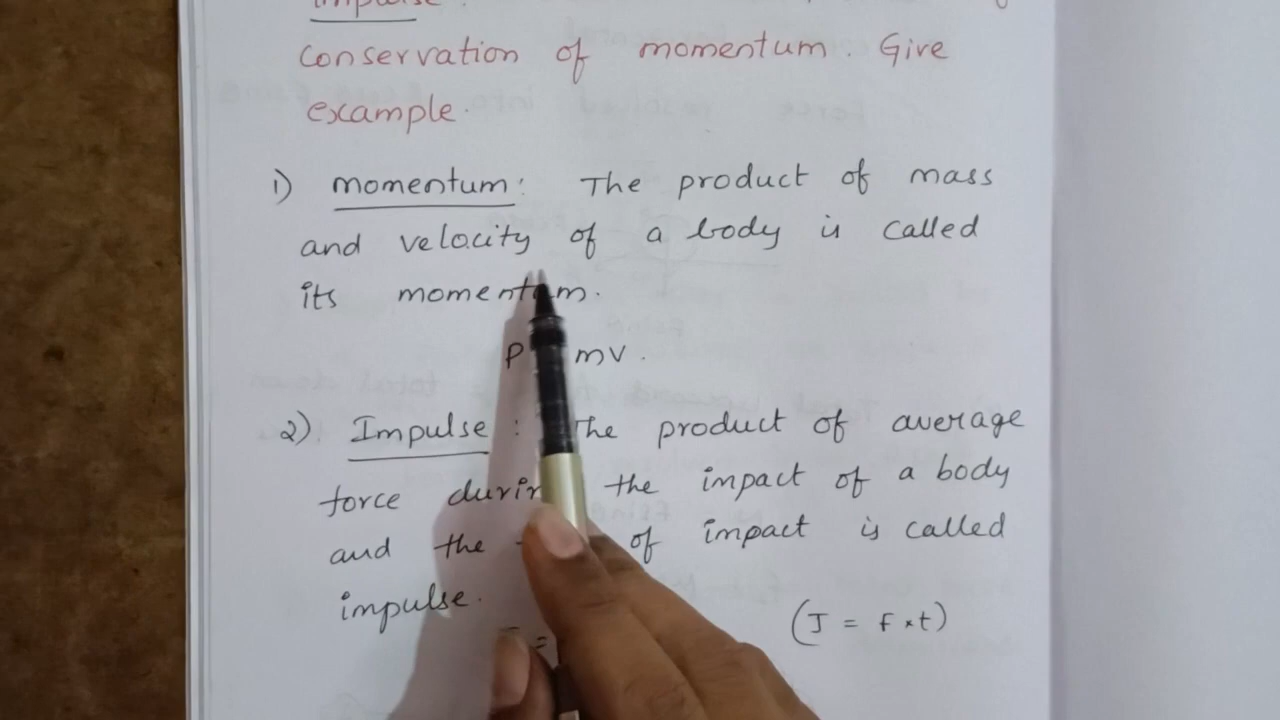 Impulse.
conservation of momentum. Give
example.
1) momentum: The product of mass
and velocity of a body is called
its momentum.
P mv.
2) Impulse: The product of average
force the impact of a body
and the of impact is called
impulse.
(J = F × t)